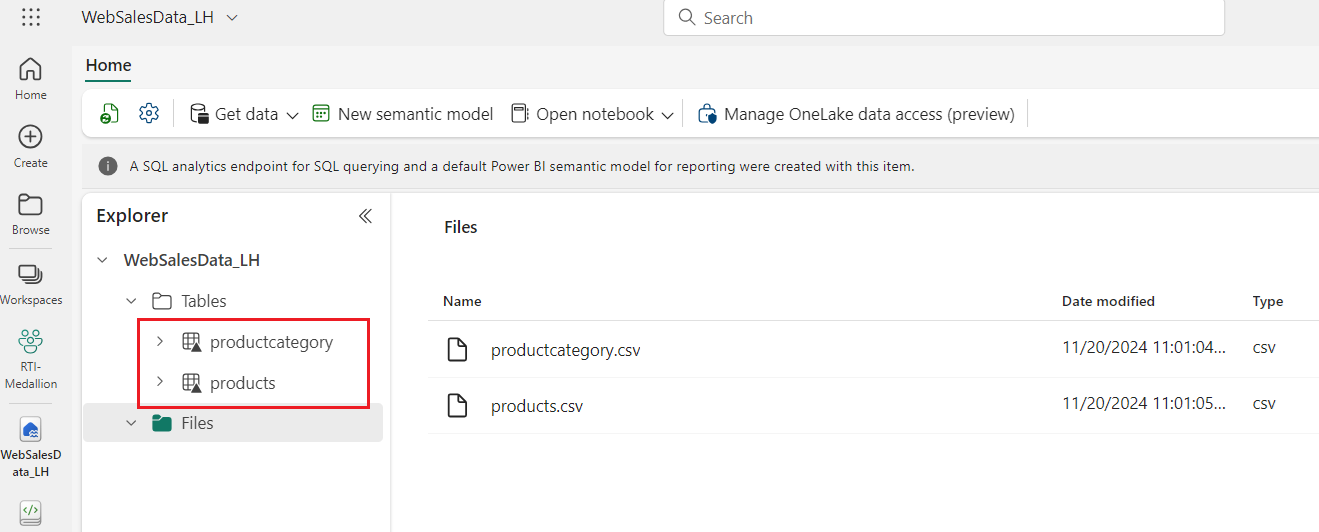 WebSalesData_LH
Search
Home
Home
Get data
New semantic model
Open notebook
Manage OneLake data access (preview)
Create
A SQL analytics endpoint for SQL querying and a default Power BI semantic model for reporting were created with this item.
Browse
Explorer
Files
WebSalesData_LH
Workspaces
Tables
Name Date modified Type
productcategory
productcategory.csv 11/20/2024 11:01:04... csv
RTI-
Medallion
products
products.csv 11/20/2024 11:01:05... csv
Files
WebSalesD
ata_LH